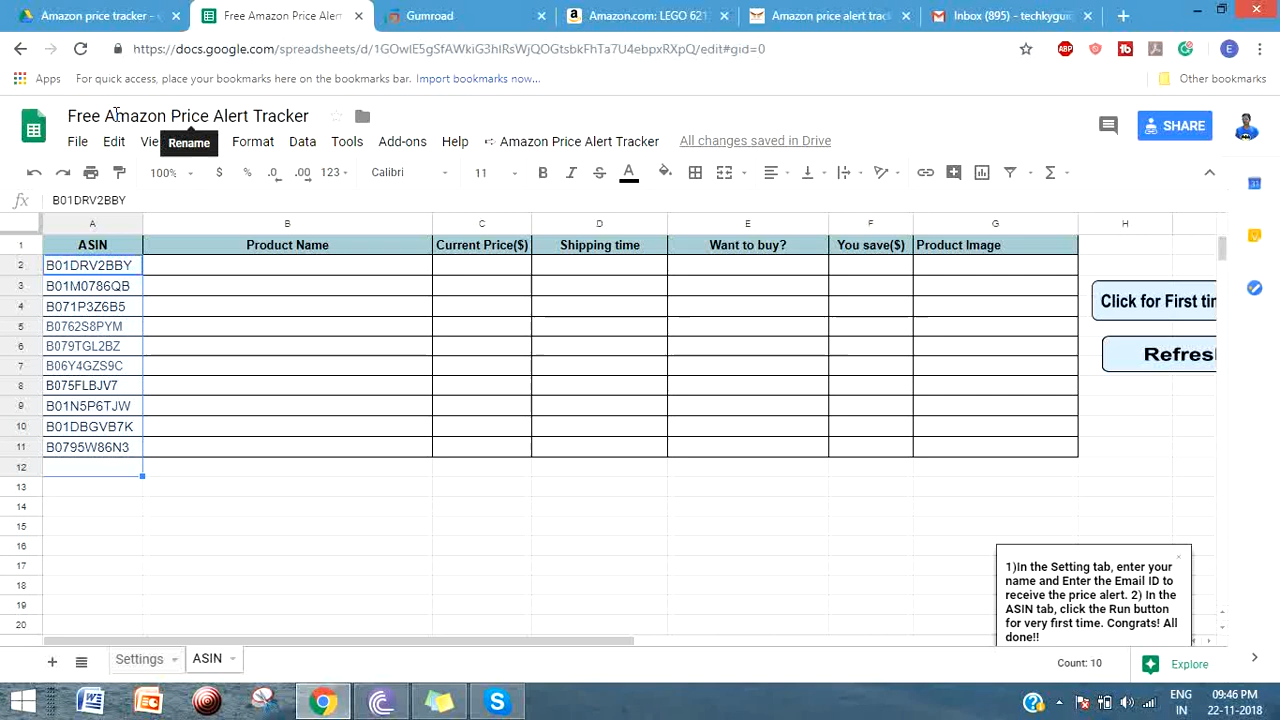 Amazon price tracker -
Free Amazon Price Aler
Gumroad
Amazon.com: LEGO 621
Amazon price alert trac
Inbox (895) - techkygui
https://docs.google.com/spreadsheets/d/1GOwIE5gSfAWkiG3hIRsWjQOGtsbkFhTa7U4ebpxRXpQ/edit#gid=0
ABP
E
Apps
For quick access, place your bookmarks here on the bookmarks bar. Import bookmarks now...
Other bookmarks
Free Amazon Price Alert Tracker
SHARE
File Edit Vie Format Data Tools Add-ons Help Amazon Price Alert Tracker All changes saved in Drive
Rename
100% $ % .0 .00 123 Calibri 11 B I S A
fx B01DRV2BBY
A B C D E F G H
1 ASIN Product Name Current Price($) Shipping time Want to buy? You save($) Product Image
2 B01DRV2BBY
3 B01M0786QB
4 B071P3Z6B5
5 B0762S8PYM
6 B079TGL2BZ
7 B06Y4GZS9C
8 B075FLBJV7
9 B01N5P6TJW
10 B01DBGVB7K
11 B0795W86N3
12
13
14
15
16
17
18
19
20
Click for First tin
Refres
1)In the Setting tab, enter your
name and Enter the Email ID to
receive the price alert. 2) In the
ASIN tab, click the Run button
for very first time. Congrats! All
done!!
Settings
ASIN
Count: 10
Explore
ENG
IN
09:46 PM
22-11-2018